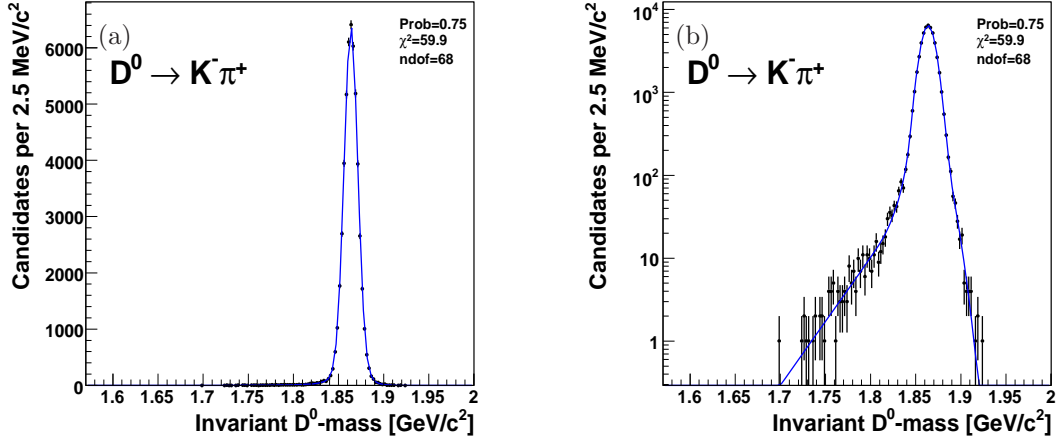 (a)
D⁰ → K⁻π⁺
Prob=0.75
χ²=59.9
ndof=68
Candidates per 2.5 MeV/c²
6000
5000
4000
3000
2000
1000
0
1.6 1.65 1.7 1.75 1.8 1.85 1.9 1.95 2
Invariant D⁰-mass [GeV/c²]
(b)
D⁰ → K⁻π⁺
Prob=0.75
χ²=59.9
ndof=68
Candidates per 2.5 MeV/c²
10⁴
10³
10²
10
1
1.6 1.65 1.7 1.75 1.8 1.85 1.9 1.95 2
Invariant D⁰-mass [GeV/c²]